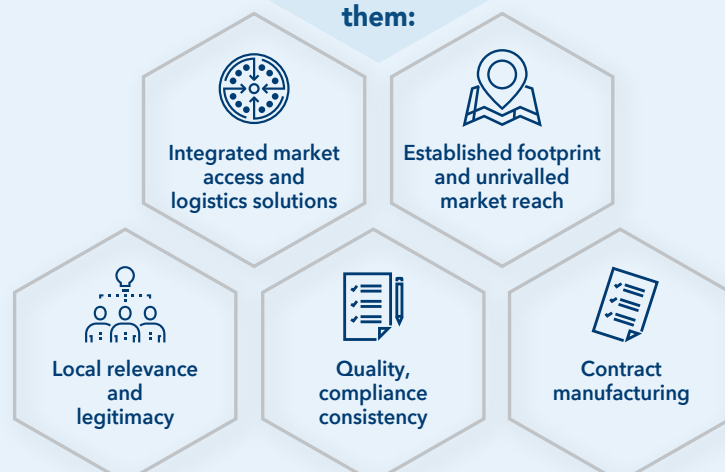 them:
Integrated market
access and
logistics solutions
Established footprint
and unrivalled
market reach
Local relevance
and
legitimacy
Quality,
compliance
consistency
Contract
manufacturing